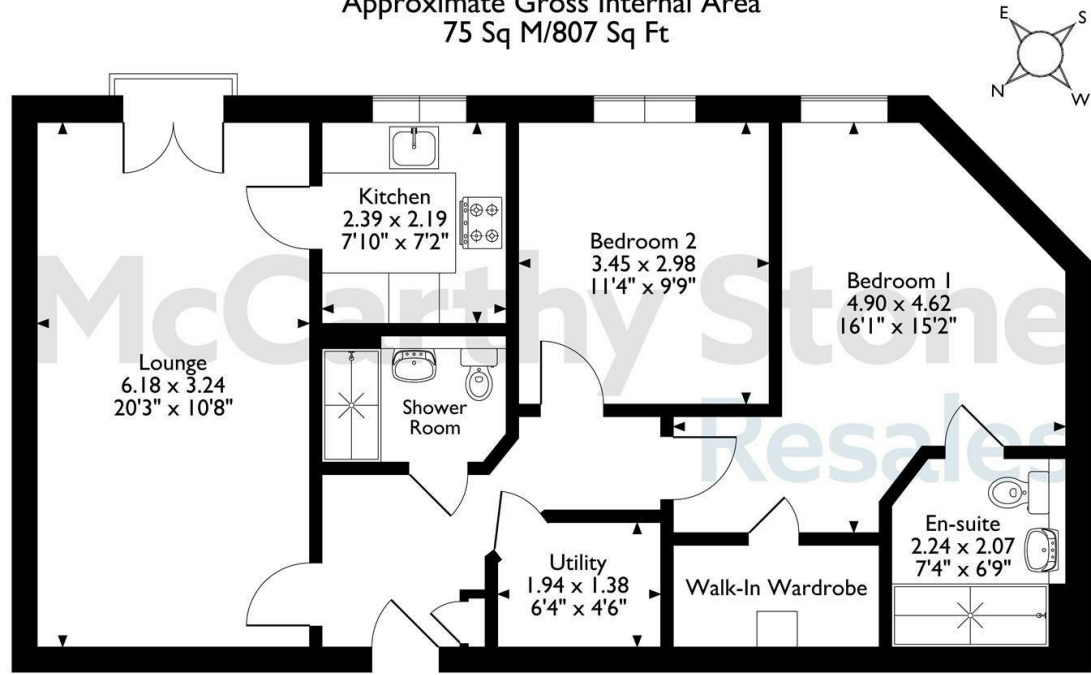 Approximate Gross Internal Area
75 Sq M/807 Sq Ft
E
S
N
W
Kitchen
2.39 x 2.19
7'10" x 7'2"
Bedroom 2
3.45 x 2.98
11'4" x 9'9"
Bedroom 1
4.90 x 4.62
16'1" x 15'2"
McCarthy Stone
Resales
Lounge
6.18 x 3.24
20'3" x 10'8"
Shower
Room
En-suite
2.24 x 2.07
7'4" x 6'9"
Utility
1.94 x 1.38
6'4" x 4'6"
Walk-In Wardrobe